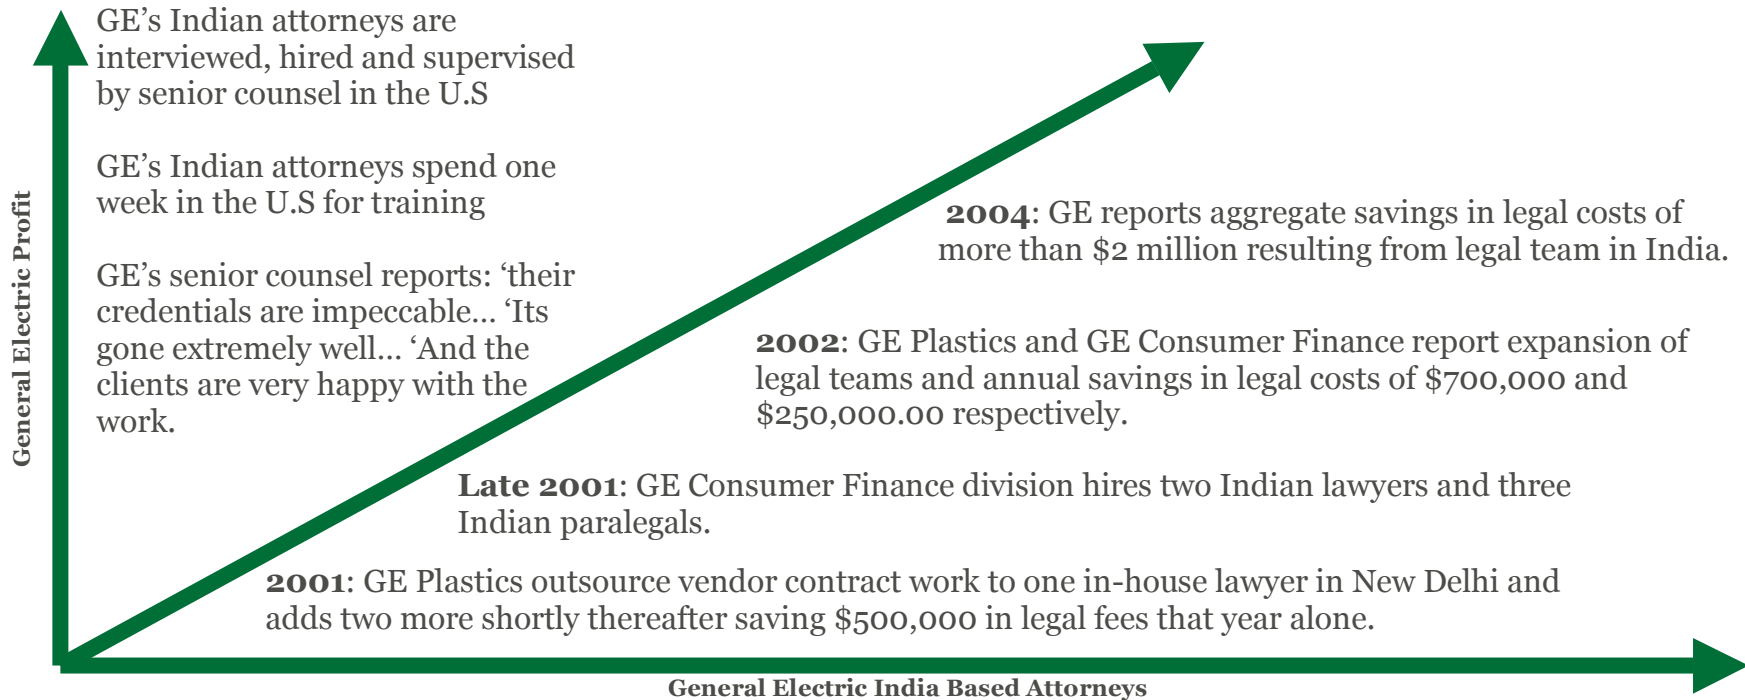 GE’s Indian attorneys are
interviewed, hired and supervised
by senior counsel in the U.S
GE’s Indian attorneys spend one
week in the U.S for training
GE’s senior counsel reports: ‘their
credentials are impeccable... ‘Its
gone extremely well... ‘And the
clients are very happy with the
work.
General Electric Profit
2004: GE reports aggregate savings in legal costs of
more than $2 million resulting from legal team in India.
2002: GE Plastics and GE Consumer Finance report expansion of
legal teams and annual savings in legal costs of $700,000 and
$250,000.00 respectively.
Late 2001: GE Consumer Finance division hires two Indian lawyers and three
Indian paralegals.
2001: GE Plastics outsource vendor contract work to one in-house lawyer in New Delhi and
adds two more shortly thereafter saving $500,000 in legal fees that year alone.
General Electric India Based Attorneys